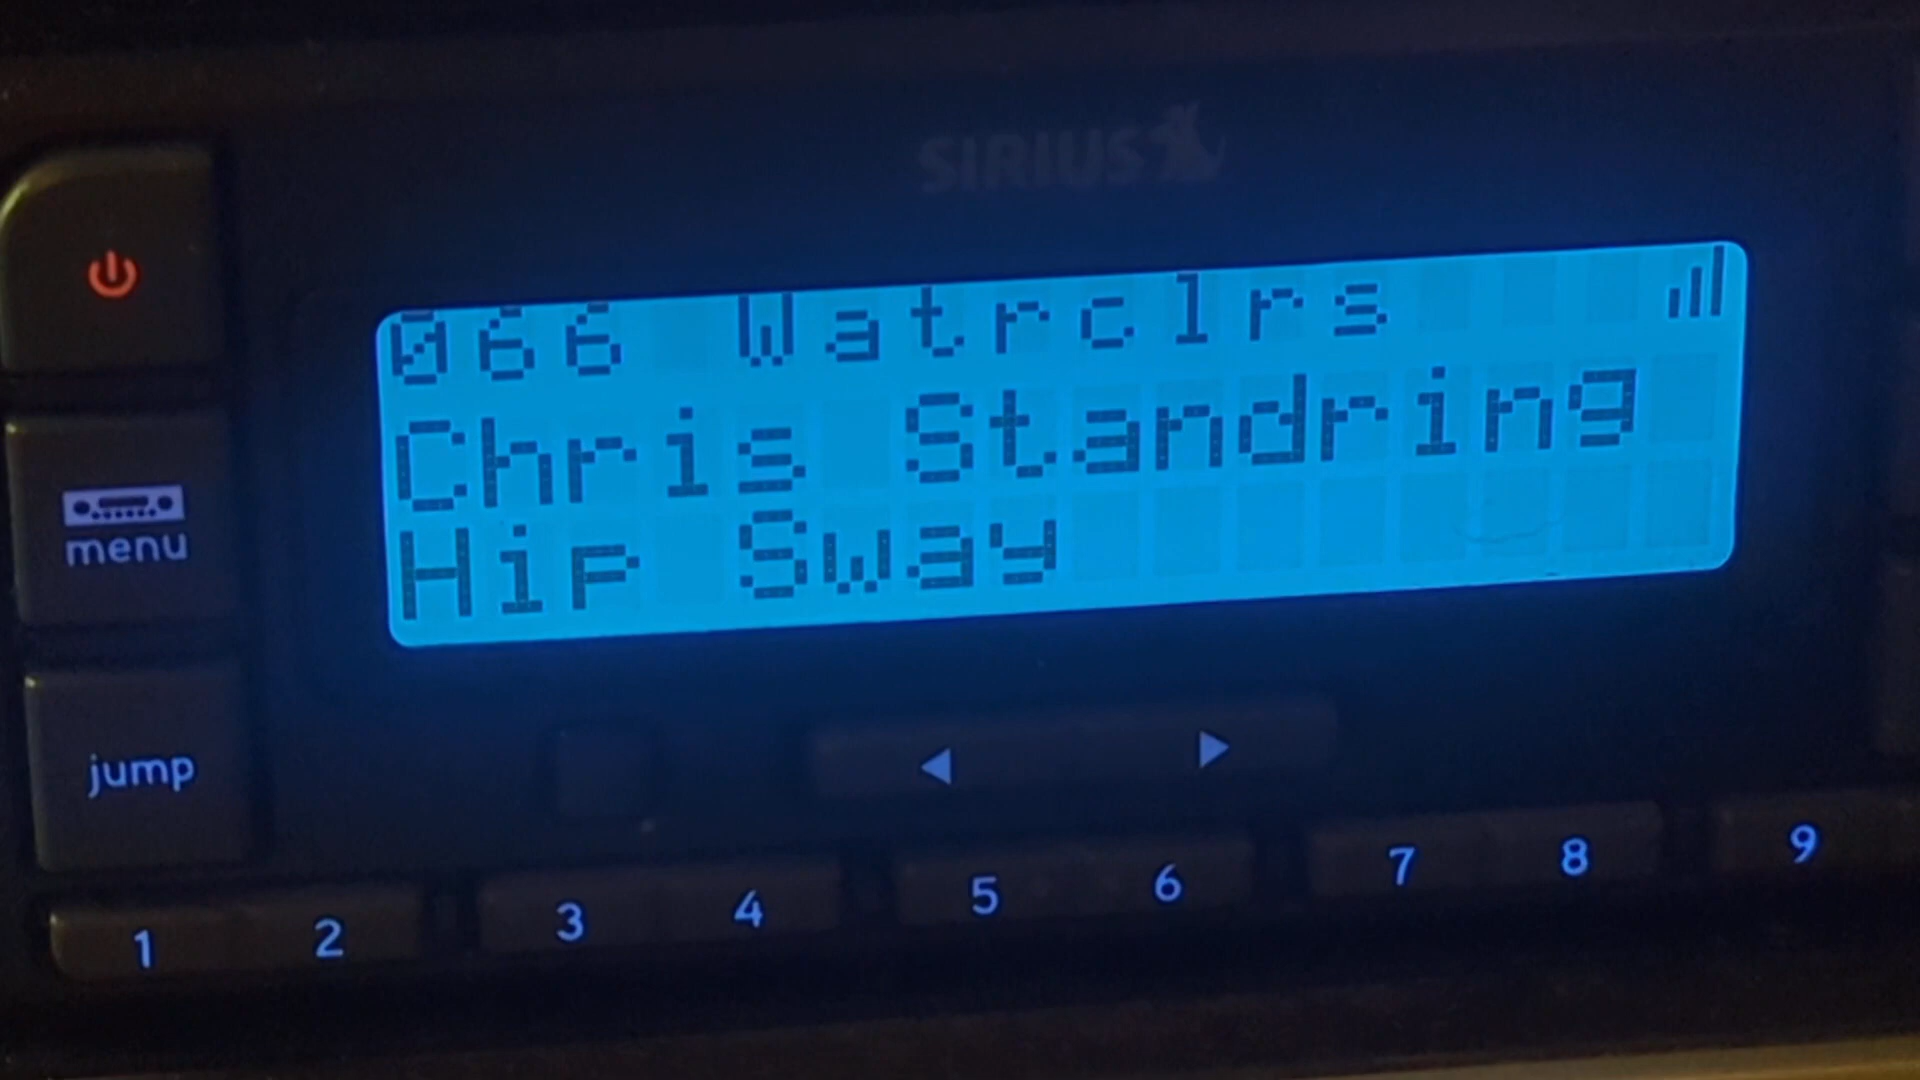 SIRIUS
066 Watrclrs
Chris Standring
Hip Sway
menu
jump
1 2 3 4 5 6 7 8 9